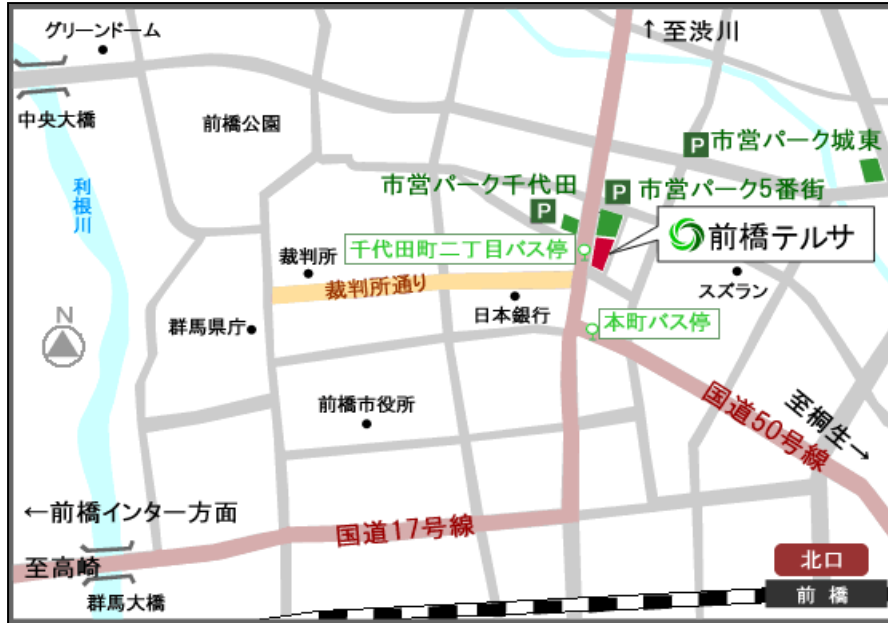 グリーンドーム
↑至渋川
中央大橋
前橋公園
P市営パーク城東
利根川
市営パーク千代田
P
P
市営パーク5番街
前橋テルサ
千代田町二丁目バス停
裁判所
裁判所通り
スズラン
日本銀行
本町バス停
N
群馬県庁
前橋市役所
国道50号線
至桐生→
←前橋インター方面
国道17号線
至高崎
北口
前橋
群馬大橋